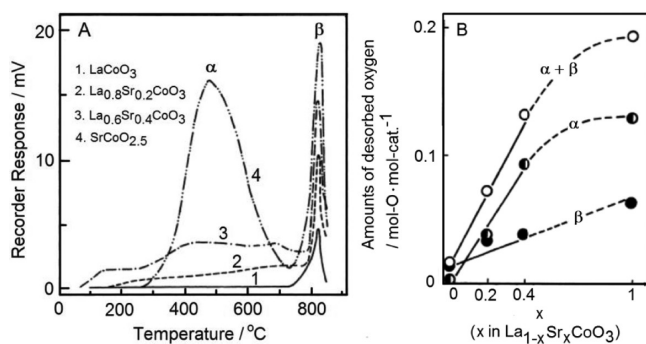 A
α
β
1. LaCoO₃
2. La₀.₈Sr₀.₂CoO₃
3. La₀.₆Sr₀.₄CoO₃
4. SrCoO₂.₅
4
3
2
1
20
15
10
5
0
Recorder Response / mV
0 200 400 600 800
Temperature / °C
B
α + β
α
β
0.2
0.1
0
Amounts of desorbed oxygen
/ mol-O · mol-cat.⁻¹
0 0.2 0.4 1
x
(x in La₁₋ₓSrₓCoO₃)